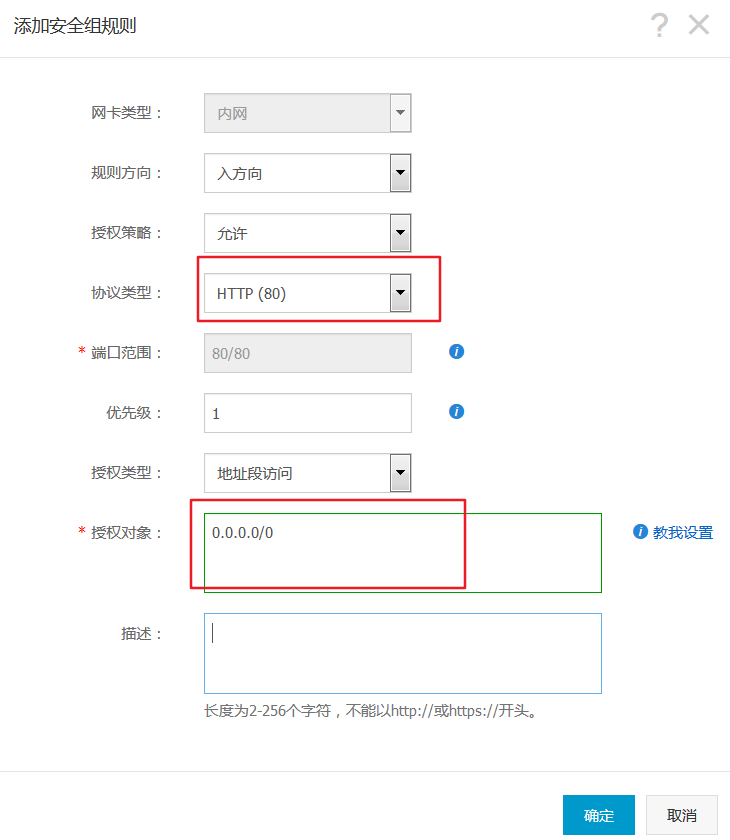 添加安全组规则
网卡类型： 内网
规则方向： 入方向
授权策略： 允许
协议类型： HTTP (80)
* 端口范围： 80/80
优先级： 1
授权类型： 地址段访问
* 授权对象： 0.0.0.0/0 教我设置
描述：
长度为2-256个字符，不能以http://或https://开头。
确定 取消